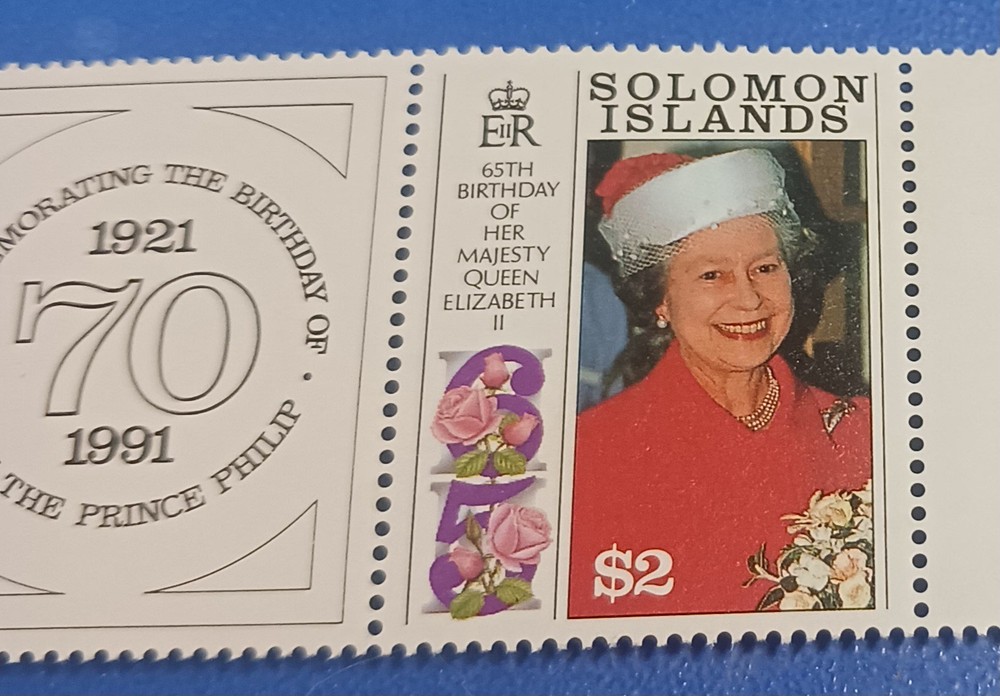 MORATING THE BIRTHDAY OF
1921
70
1991
THE PRINCE PHILIP
EIIR
65TH
BIRTHDAY
OF
HER
MAJESTY
QUEEN
ELIZABETH
II
65
SOLOMON
ISLANDS
$2